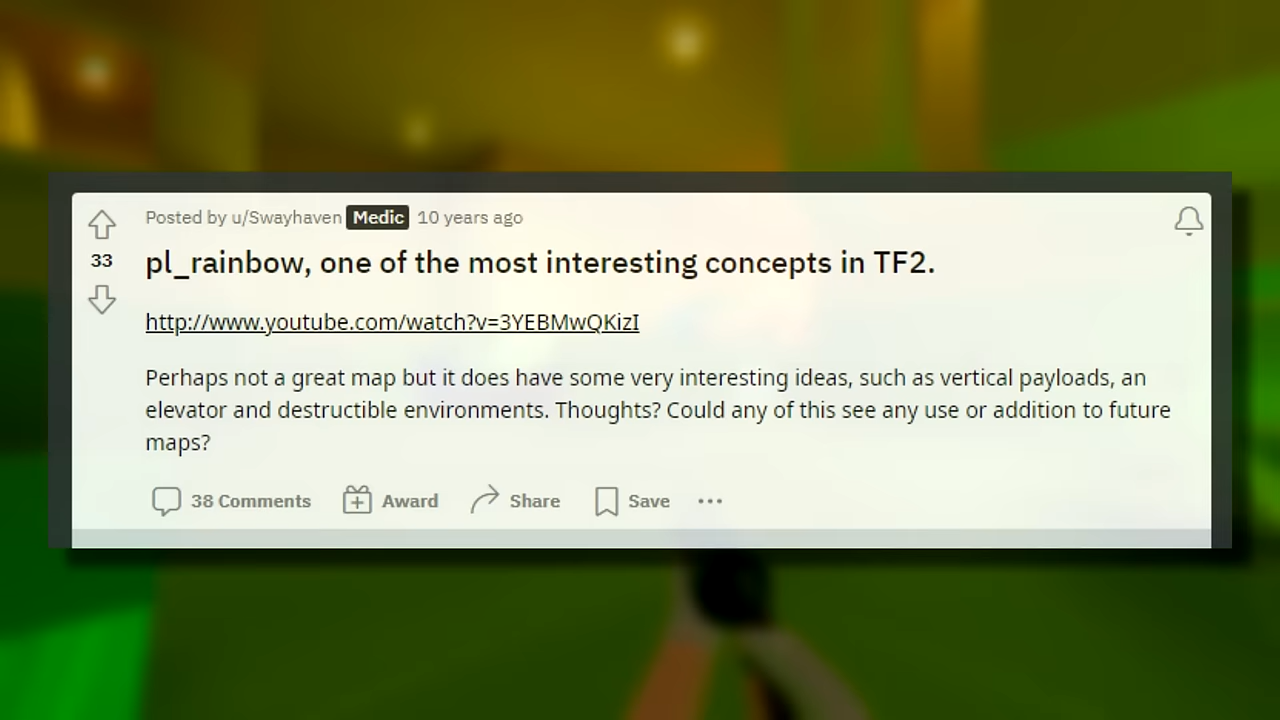 Posted by u/Swayhaven Medic 10 years ago
33
pl_rainbow, one of the most interesting concepts in TF2.
http://www.youtube.com/watch?v=3YEBMwQKizI
Perhaps not a great map but it does have some very interesting ideas, such as vertical payloads, an
elevator and destructible environments. Thoughts? Could any of this see any use or addition to future
maps?
38 Comments Award Share Save